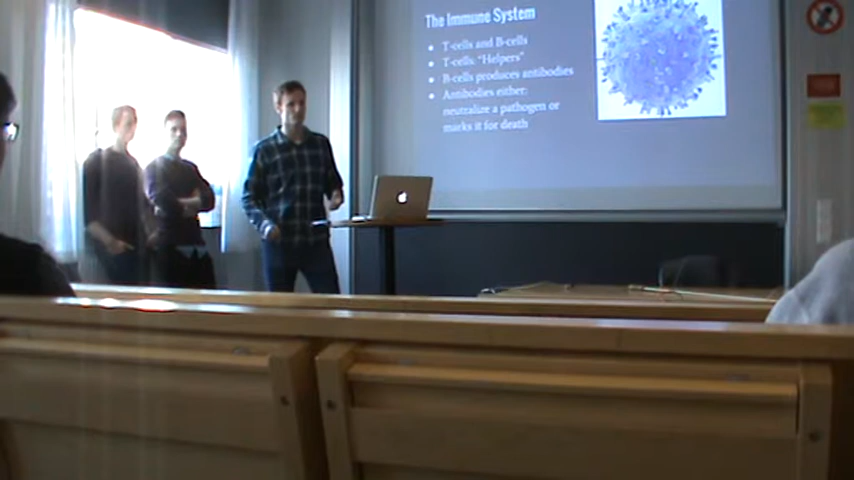 The Immune System
T-cells and B-cells
T-cells: "Helpers"
B-cells produces antibodies
Antibodies either:
neutralize a pathogen or
marks it for death